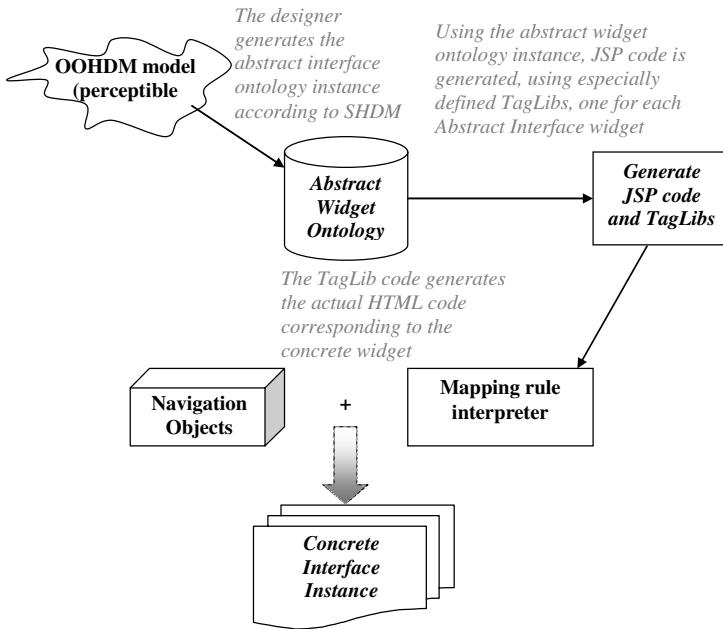 The designer
generates the
abstract interface
ontology instance
according to SHDM
Using the abstract widget
ontology instance, JSP code is
generated, using especially
defined TagLibs, one for each
Abstract Interface widget
OOHDM model
(perceptible
Abstract
Widget
Ontology
Generate
JSP code
and TagLibs
The TagLib code generates
the actual HTML code
corresponding to the
concrete widget
Navigation
Objects
+
Mapping rule
interpreter
Concrete
Interface
Instance